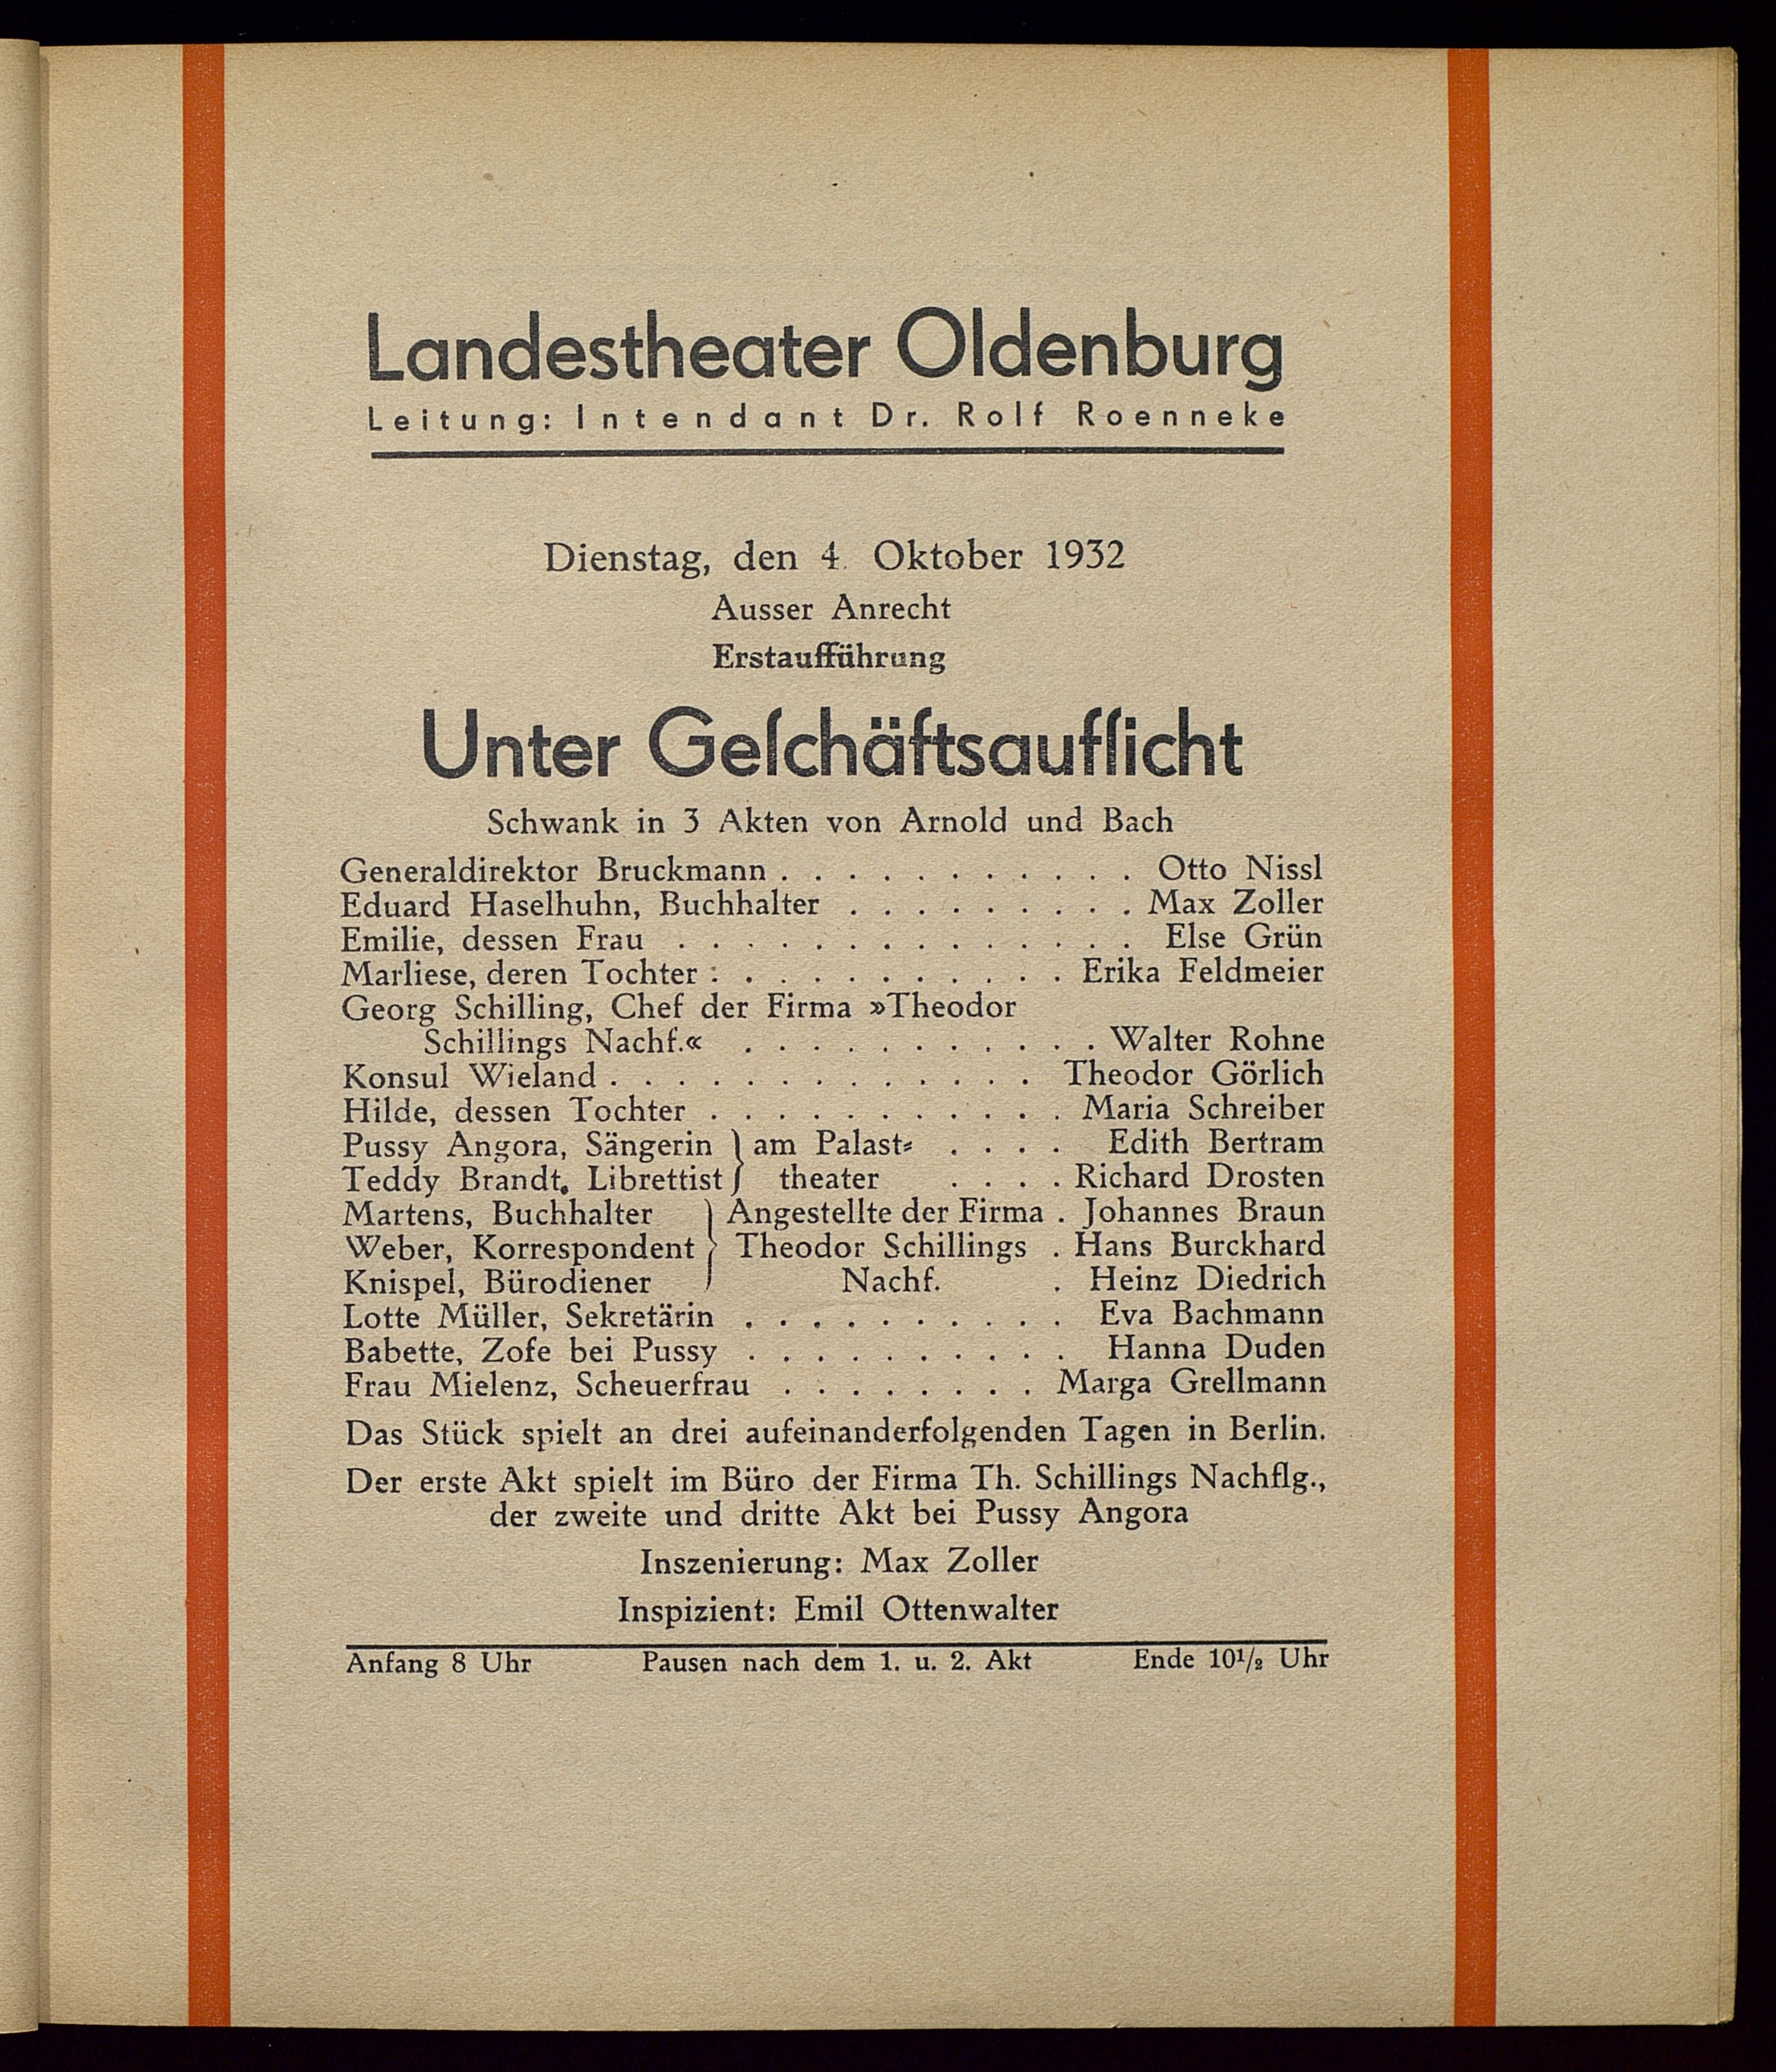 Landestheater Oldenburg
Leitung: Intendant Dr. Rolf Roenneke
Dienstag, den 4. Oktober 1932
Ausser Anrecht
Erstaufführung
Unter Geſchäftsaufſicht
Schwank in 3 Akten von Arnold und Bach
Generaldirektor Bruckmann . . . . . . . . . . . Otto Nissl
Eduard Haselhuhn, Buchhalter . . . . . . . . . Max Zoller
Emilie, dessen Frau . . . . . . . . . . . . . . Else Grün
Marliese, deren Tochter : . . . . . . . . . . Erika Feldmeier
Georg Schilling, Chef der Firma »Theodor
Schillings Nachf.« . . . . . . . . . . . Walter Rohne
Konsul Wieland . . . . . . . . . . . . . Theodor Görlich
Hilde, dessen Tochter . . . . . . . . . . . Maria Schreiber
Pussy Angora, Sängerin } am Palast= . . . . Edith Bertram
Teddy Brandt. Librettist } theater . . . . Richard Drosten
Martens, Buchhalter } Angestellte der Firma . Johannes Braun
Weber, Korrespondent } Theodor Schillings . Hans Burckhard
Knispel, Bürodiener } Nachf. . Heinz Diedrich
Lotte Müller, Sekretärin . . . . . . . . . . Eva Bachmann
Babette, Zofe bei Pussy . . . . . . . . . . Hanna Duden
Frau Mielenz, Scheuerfrau . . . . . . . . Marga Grellmann
Das Stück spielt an drei aufeinanderfolgenden Tagen in Berlin.
Der erste Akt spielt im Büro der Firma Th. Schillings Nachflg.,
der zweite und dritte Akt bei Pussy Angora
Inszenierung: Max Zoller
Inspizient: Emil Ottenwalter
Anfang 8 Uhr Pausen nach dem 1. u. 2. Akt Ende 10½ Uhr